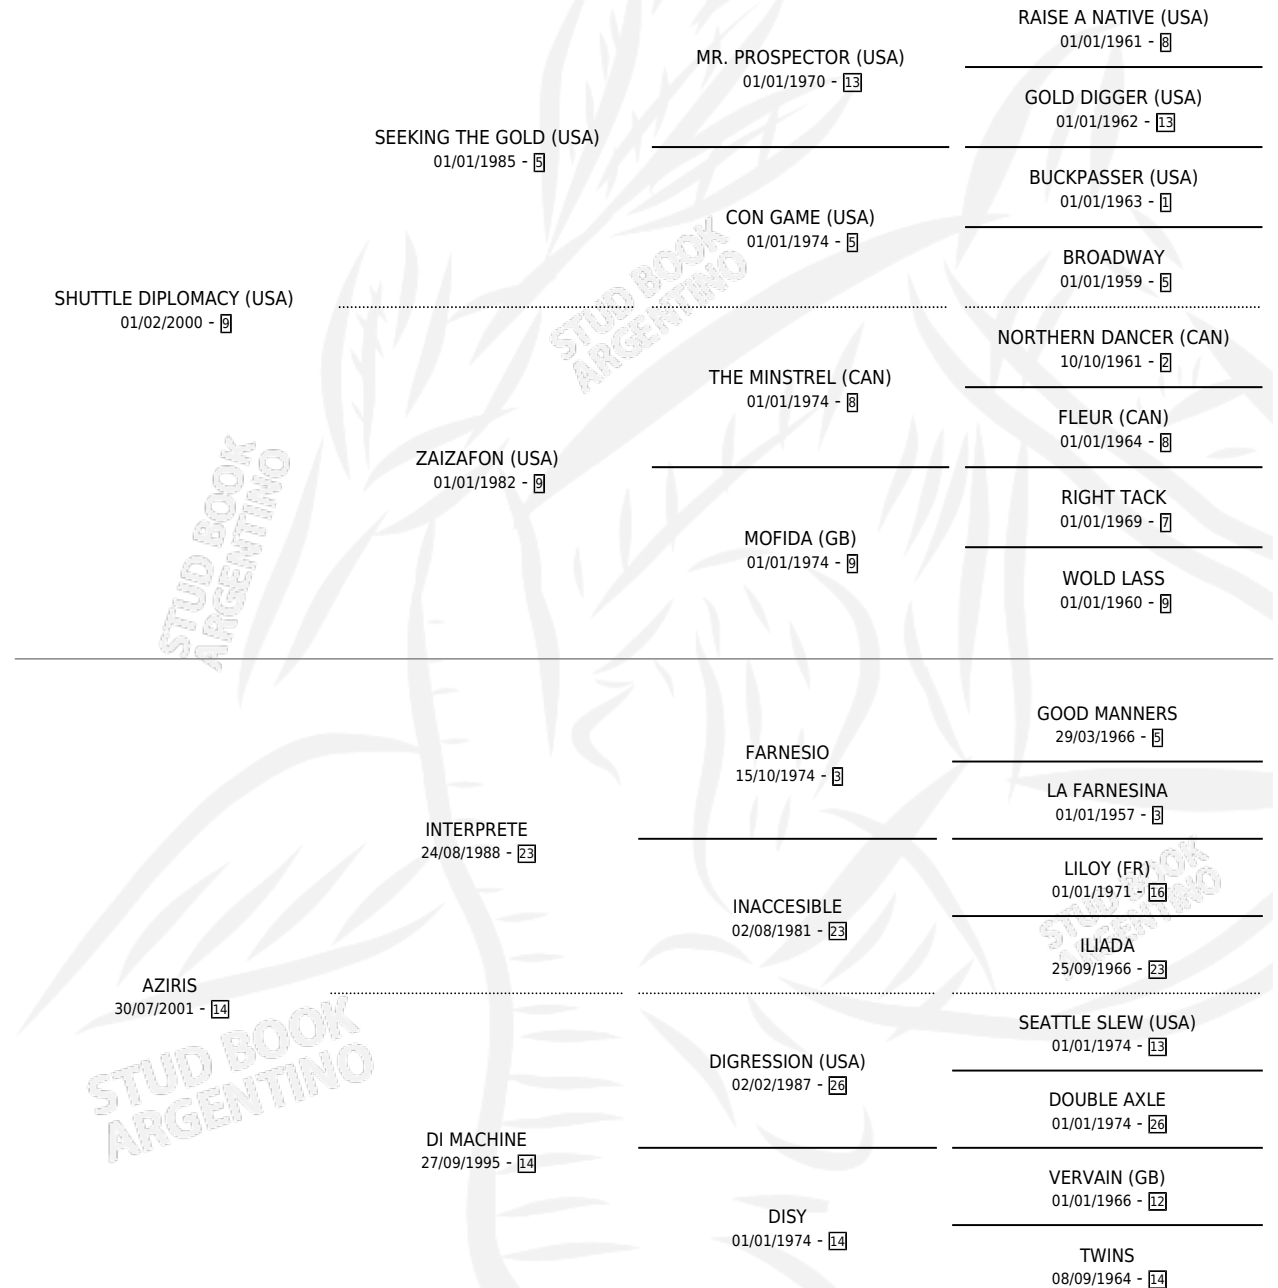 RAISE A NATIVE (USA)
01/01/1961 - 8
MR. PROSPECTOR (USA)
01/01/1970 - 13
GOLD DIGGER (USA)
01/01/1962 - 13
SEEKING THE GOLD (USA)
01/01/1985 - 5
BUCKPASSER (USA)
01/01/1963 - 1
CON GAME (USA)
01/01/1974 - 5
BROADWAY
01/01/1959 - 5
SHUTTLE DIPLOMACY (USA)
01/02/2000 - 9
NORTHERN DANCER (CAN)
10/10/1961 - 2
THE MINSTREL (CAN)
01/01/1974 - 8
FLEUR (CAN)
01/01/1964 - 8
ZAIZAFON (USA)
01/01/1982 - 9
RIGHT TACK
01/01/1969 - 7
MOFIDA (GB)
01/01/1974 - 9
WOLD LASS
01/01/1960 - 9
STUD BOOK
ARGENTINO
STUD BOOK
ARGENTINO
GOOD MANNERS
29/03/1966 - 5
FARNESIO
15/10/1974 - 3
LA FARNESINA
01/01/1957 - 3
INTERPRETE
24/08/1988 - 23
LILOY (FR)
01/01/1971 - 16
INACCESIBLE
02/08/1981 - 23
ILIADA
25/09/1966 - 23
AZIRIS
30/07/2001 - 14
SEATTLE SLEW (USA)
01/01/1974 - 13
DIGRESSION (USA)
02/02/1987 - 26
DOUBLE AXLE
01/01/1974 - 26
DI MACHINE
27/09/1995 - 14
VERVAIN (GB)
01/01/1966 - 12
DISY
01/01/1974 - 14
TWINS
08/09/1964 - 14
STUD BOOK
ARGENTINO
STUD BOOK
ARGENTINO